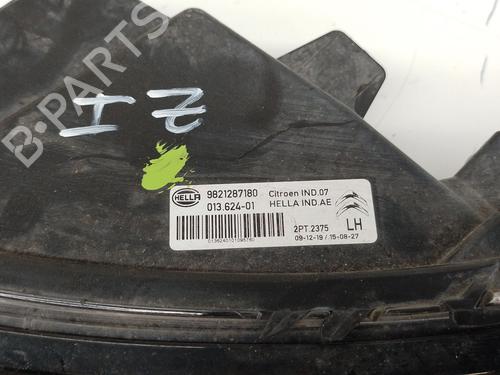 B-PARTS
IZ
HELLA
9821287180
Citroen IND.07
013.624-01
HELLA IND.AE
2PT.2375
LH
09-12-19 / 15-08-27